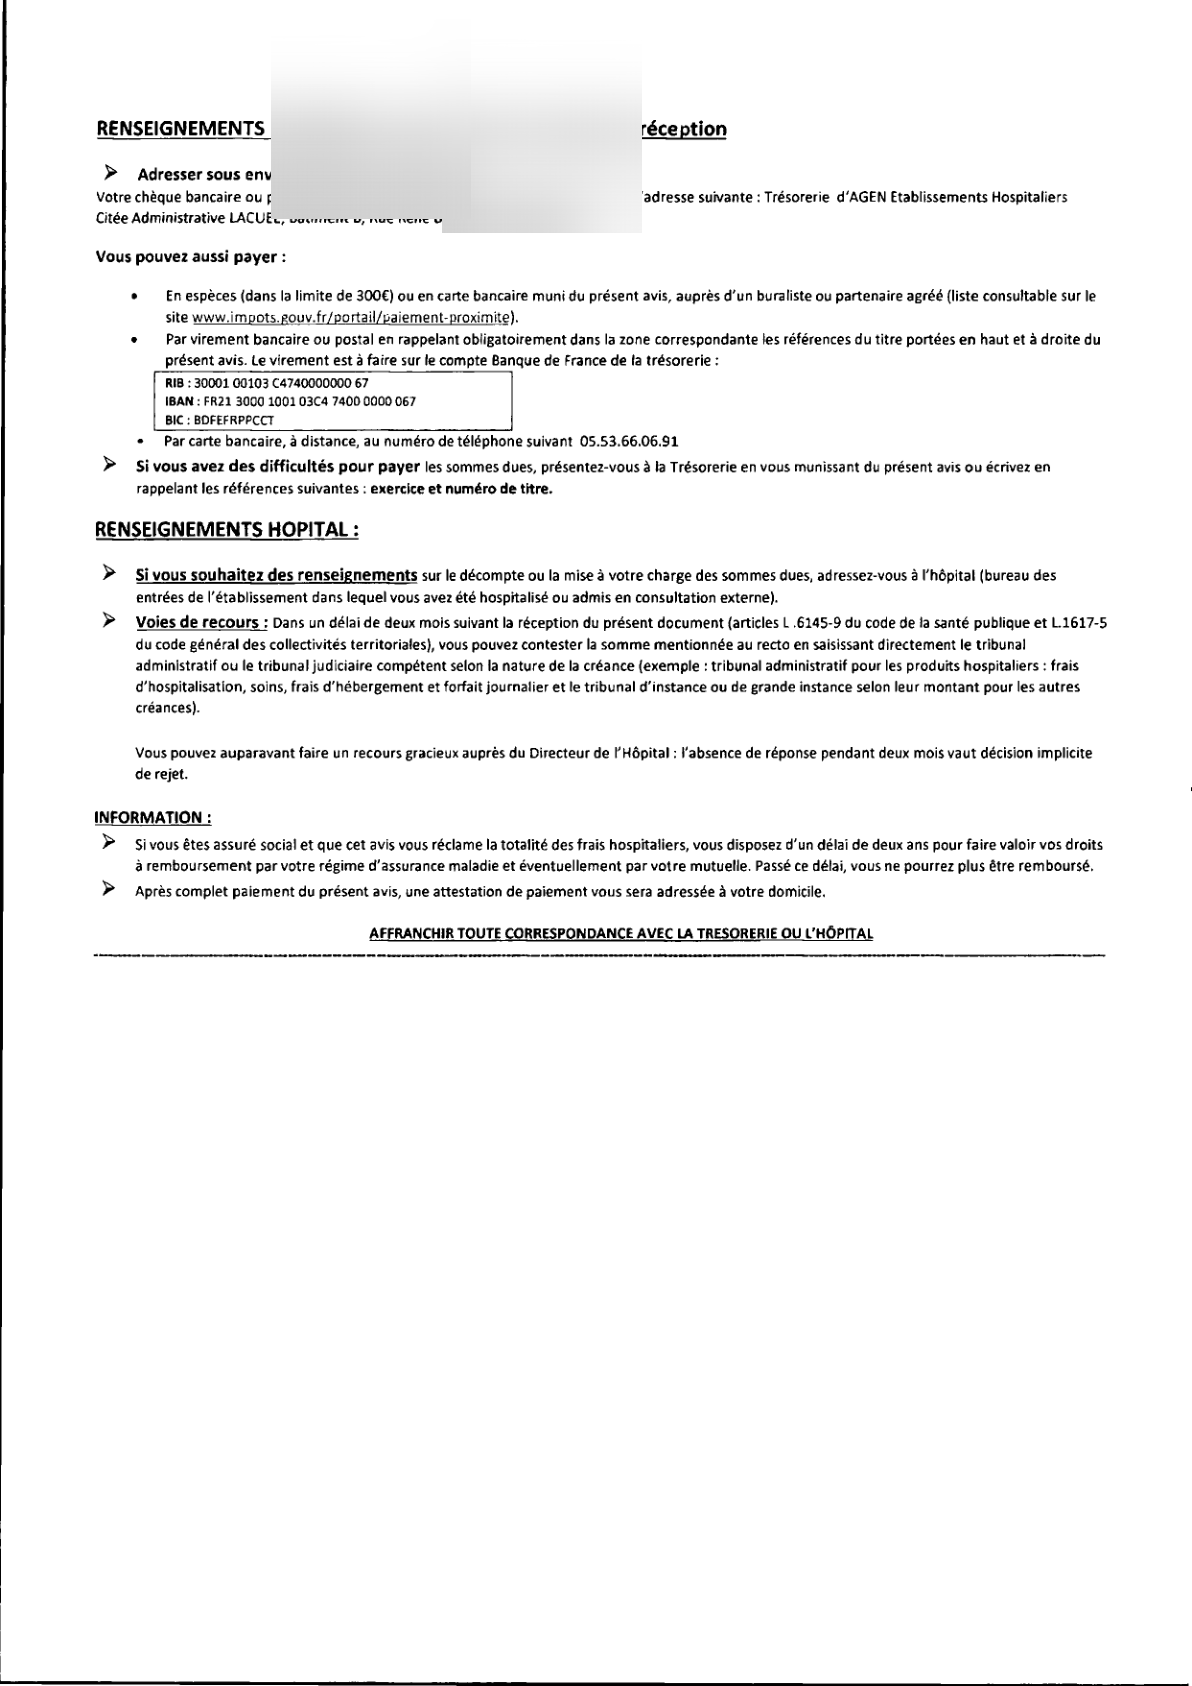 RENSEIGNEMENTS réception
➢ Adresser sous
Votre chèque bancaire ou 'adresse suivante : Trésorerie d'AGEN Etablissements Hospitaliers
Citée Administrative
Vous pouvez aussi payer :
• En espèces (dans la limite de 300€) ou en carte bancaire muni du présent avis, auprès d'un buraliste ou partenaire agréé (liste consultable sur le
site www.impots.gouv.fr/portail/paiement-proximite).
• Par virement bancaire ou postal en rappelant obligatoirement dans la zone correspondante les références du titre portées en haut et à droite du
présent avis. Le virement est à faire sur le compte Banque de France de la trésorerie :
RIB : 30001 00103 C4740000000 67
IBAN : FR21 3000 1001 03C4 7400 0000 067
BIC : BDFEFRPPCCT
• Par carte bancaire, à distance, au numéro de téléphone suivant 05.53.66.06.91
➢ Si vous avez des difficultés pour payer les sommes dues, présentez-vous à la Trésorerie en vous munissant du présent avis ou écrivez en
rappelant les références suivantes : exercice et numéro de titre.
RENSEIGNEMENTS HOPITAL :
➢ Si vous souhaitez des renseignements sur le décompte ou la mise à votre charge des sommes dues, adressez-vous à l'hôpital (bureau des
entrées de l'établissement dans lequel vous avez été hospitalisé ou admis en consultation externe).
➢ Voies de recours : Dans un délai de deux mois suivant la réception du présent document (articles L .6145-9 du code de la santé publique et L.1617-5
du code général des collectivités territoriales), vous pouvez contester la somme mentionnée au recto en saisissant directement le tribunal
administratif ou le tribunal judiciaire compétent selon la nature de la créance (exemple : tribunal administratif pour les produits hospitaliers : frais
d'hospitalisation, soins, frais d'hébergement et forfait journalier et le tribunal d'instance ou de grande instance selon leur montant pour les autres
créances).
Vous pouvez auparavant faire un recours gracieux auprès du Directeur de l'Hôpital : l'absence de réponse pendant deux mois vaut décision implicite
de rejet.
INFORMATION :
➢ Si vous êtes assuré social et que cet avis vous réclame la totalité des frais hospitaliers, vous disposez d'un délai de deux ans pour faire valoir vos droits
à remboursement par votre régime d'assurance maladie et éventuellement par votre mutuelle. Passé ce délai, vous ne pourrez plus être remboursé.
➢ Après complet paiement du présent avis, une attestation de paiement vous sera adressée à votre domicile.
AFFRANCHIR TOUTE CORRESPONDANCE AVEC LA TRESORERIE OU L'HÔPITAL